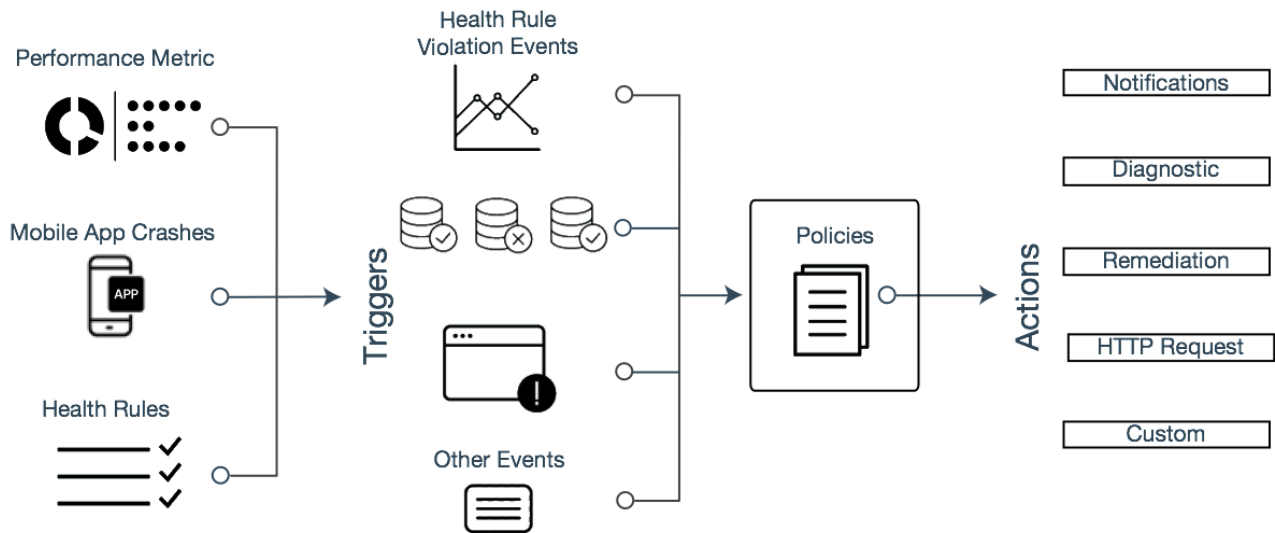 Performance Metric
Mobile App Crashes
APP
Health Rules
Triggers
Health Rule
Violation Events
Other Events
Policies
Actions
Notifications
Diagnostic
Remediation
HTTP Request
Custom